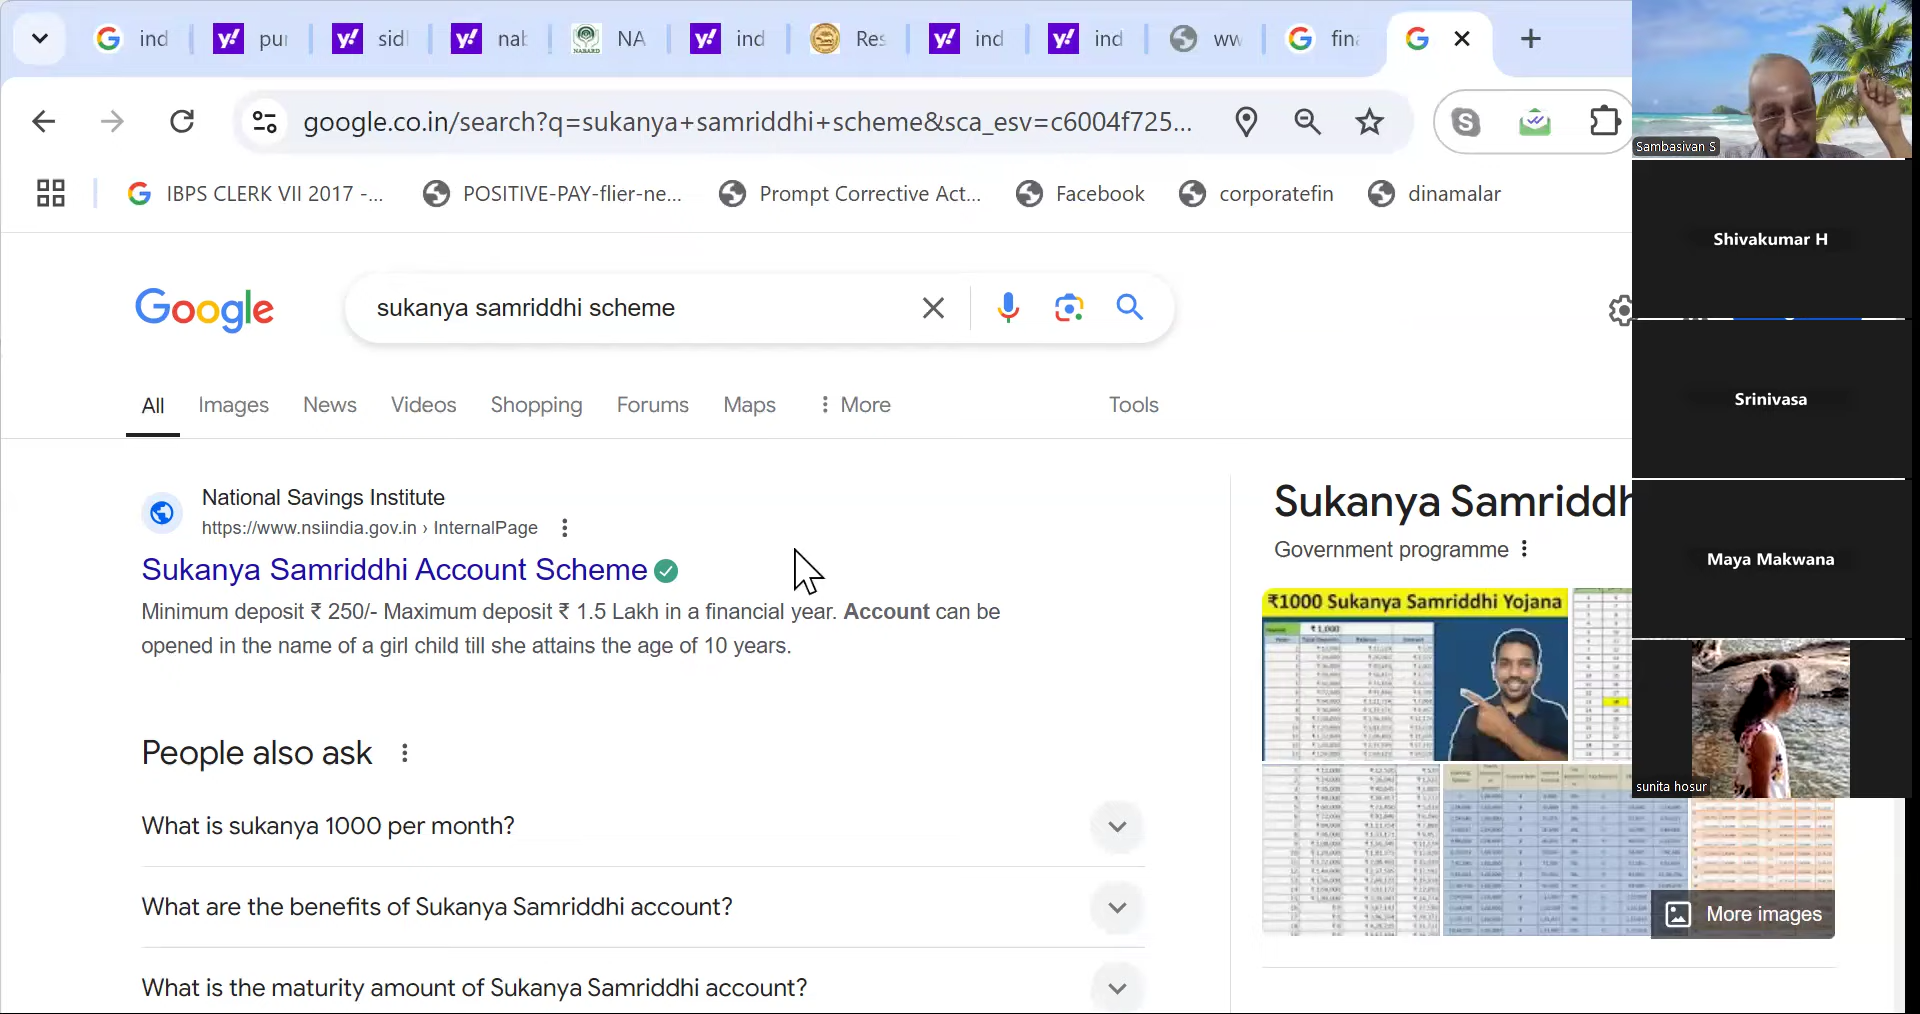 ind
pur
sidl
nab
NA
ind
Res
ind
ind
ww
fina
google.co.in/search?q=sukanya+samriddhi+scheme&sca_esv=c6004f725...
IBPS CLERK VII 2017 -...
POSITIVE-PAY-flier-ne...
Prompt Corrective Act...
Facebook
corporatefin
dinamalar
Google
sukanya samriddhi scheme
All
Images
News
Videos
Shopping
Forums
Maps
More
Tools
National Savings Institute
https://www.nsiindia.gov.in › InternalPage
Sukanya Samriddhi Account Scheme
Minimum deposit ₹ 250/- Maximum deposit ₹ 1.5 Lakh in a financial year. Account can be
opened in the name of a girl child till she attains the age of 10 years.
People also ask
What is sukanya 1000 per month?
What are the benefits of Sukanya Samriddhi account?
What is the maturity amount of Sukanya Samriddhi account?
Sukanya Samriddh
Government programme
₹1000 Sukanya Samriddhi Yojana
₹ 1,000
More images
Sambasivan S
Shivakumar H
Srinivasa
Maya Makwana
sunita hosur